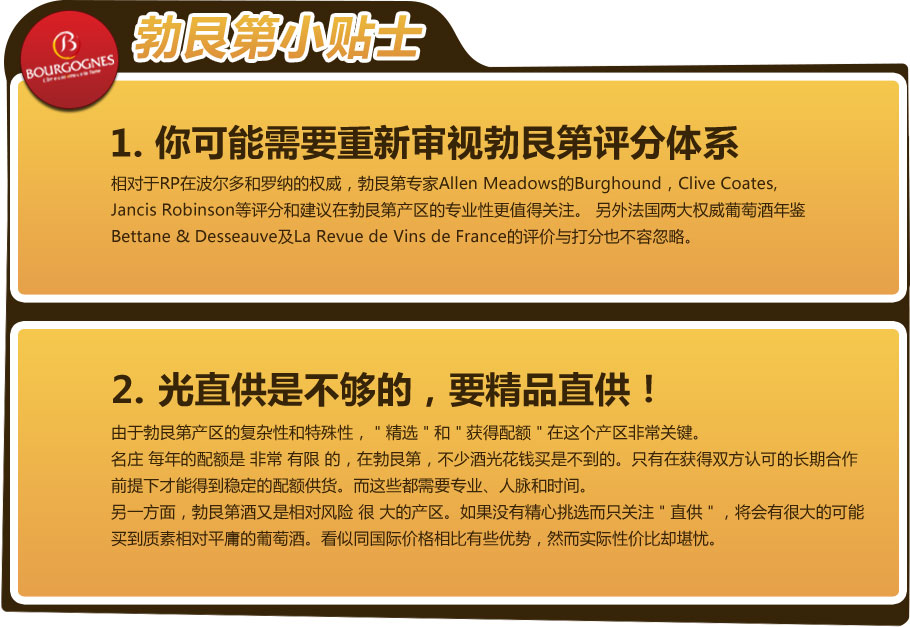 勃艮第小贴士
B
BOURGOGNES
1. 你可能需要重新审视勃艮第评分体系
相对于RP在波尔多和罗纳的权威，勃艮第专家Allen Meadows的Burghound，Clive Coates,
Jancis Robinson等评分和建议在勃艮第产区的专业性更值得关注。 另外法国两大权威葡萄酒年鉴
Bettane & Desseauve及La Revue de Vins de France的评价与打分也不容忽略。
2. 光直供是不够的，要精品直供！
由于勃艮第产区的复杂性和特殊性，＂精选＂和＂获得配额＂在这个产区非常关键。
名庄 每年的配额是 非常 有限 的，在勃艮第，不少酒光花钱买是不到的。只有在获得双方认可的长期合作
前提下才能得到稳定的配额供货。而这些都需要专业、人脉和时间。
另一方面，勃艮第酒又是相对风险 很 大的产区。如果没有精心挑选而只关注＂直供＂，将会有很大的可能
买到质素相对平庸的葡萄酒。看似同国际价格相比有些优势，然而实际性价比却堪忧。